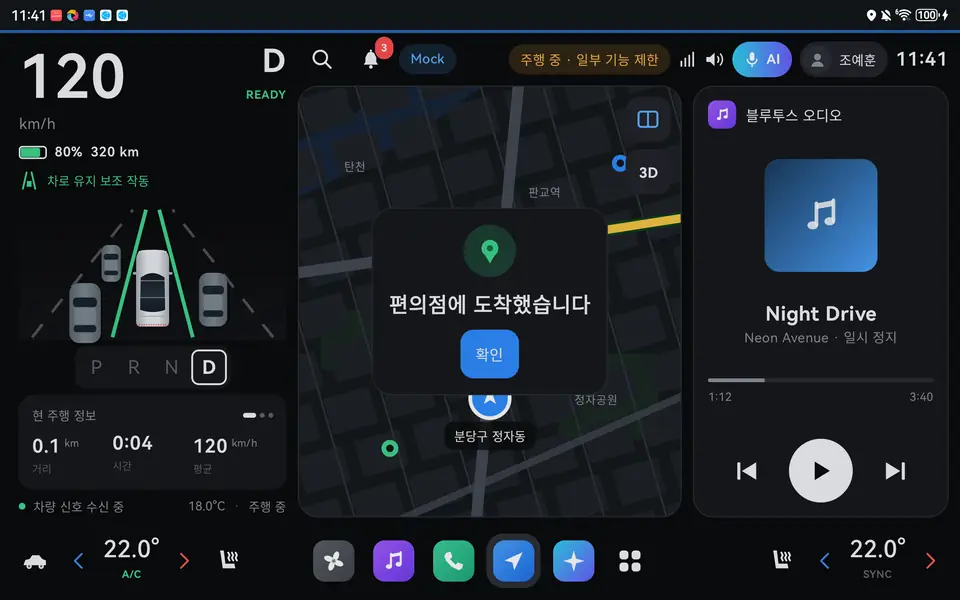 11:41
100
120
D
READY
km/h
80% 320 km
차로 유지 보조 작동
P R N D
현 주행 정보
0.1 km
거리
0:04
시간
120 km/h
평균
차량 신호 수신 중
18.0°C · 주행 중
3
Mock
주행 중 · 일부 기능 제한
AI
조예훈
11:41
탄천
판교역
3D
편의점에 도착했습니다
확인
정자공원
분당구 정자동
블루투스 오디오
Night Drive
Neon Avenue · 일시 정지
1:12
3:40
22.0°
A/C
22.0°
SYNC